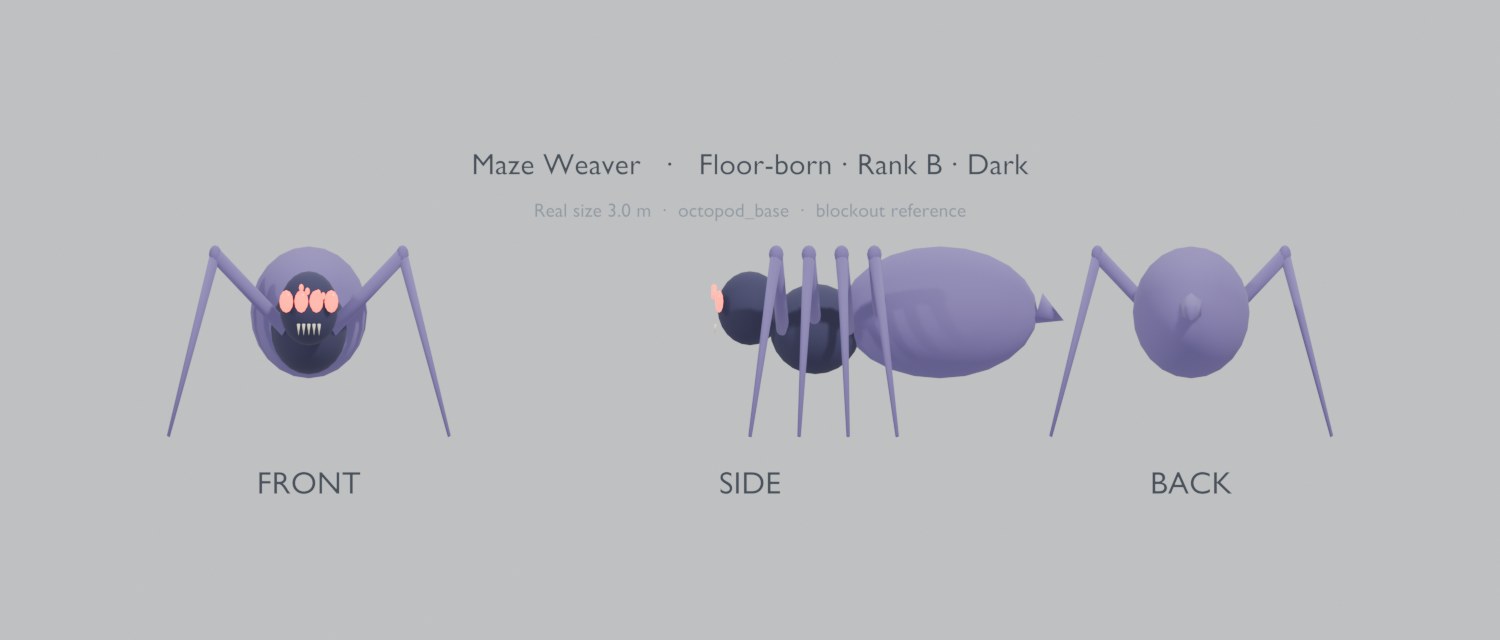 Maze Weaver · Floor-born · Rank B · Dark
Real size 3.0 m · octopod_base · blockout reference
FRONT
SIDE
BACK